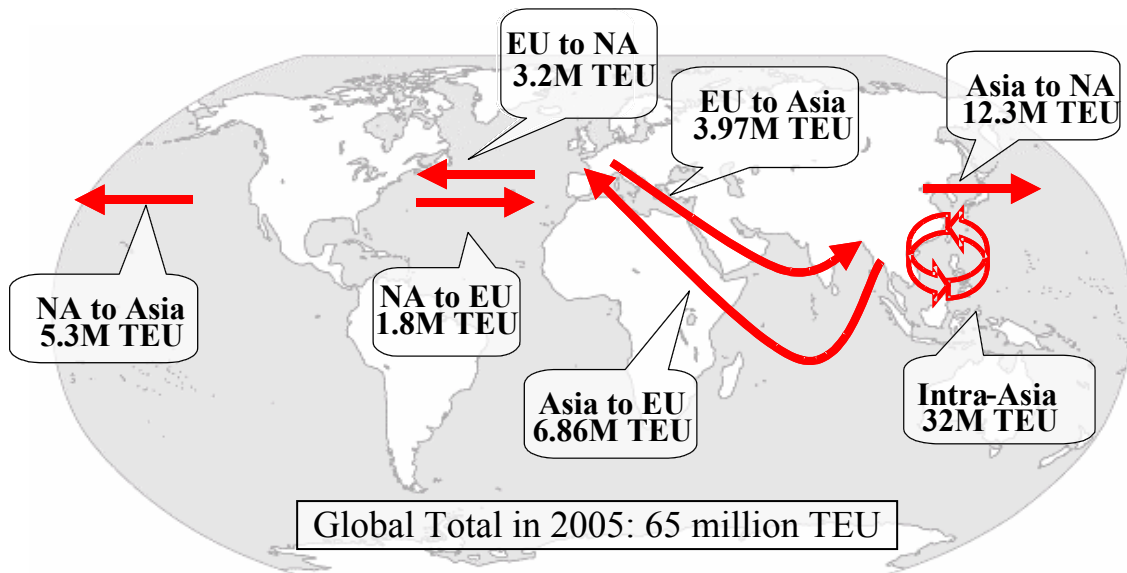 EU to NA
3.2M TEU
EU to Asia
3.97M TEU
Asia to NA
12.3M TEU
NA to Asia
5.3M TEU
NA to EU
1.8M TEU
Asia to EU
6.86M TEU
Intra-Asia
32M TEU
Global Total in 2005: 65 million TEU